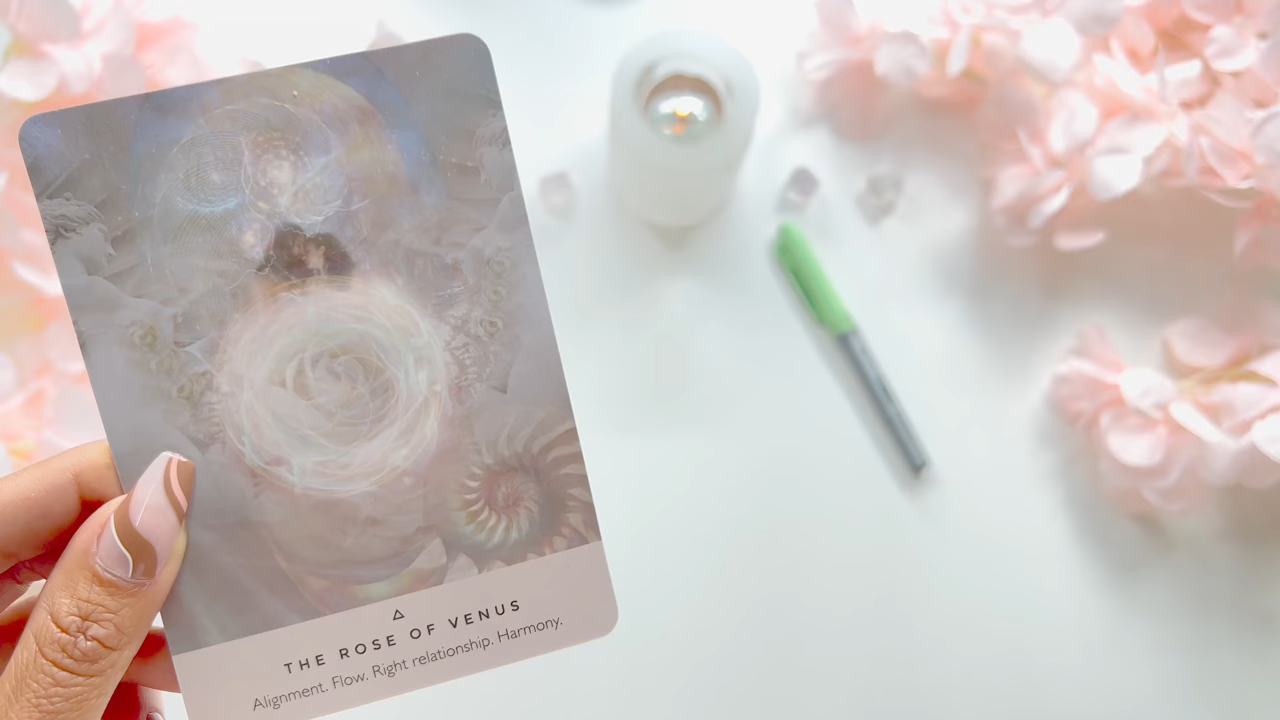 THE ROSE OF VENUS
Alignment. Flow. Right relationship. Harmony.